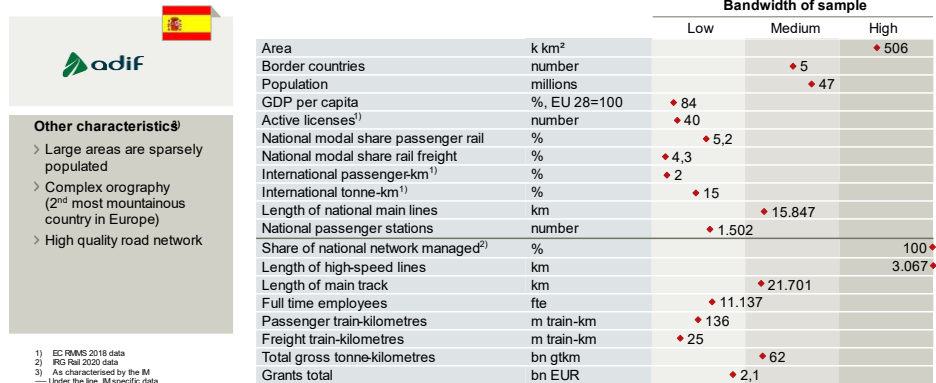 adif
Other characteristics3)
Large areas are sparsely
populated
Complex orography
(2nd most mountainous
country in Europe)
High quality road network
1) EC RMMS 2018 data
2) IRG Rail 2020 data
3) As characterised by the IM
── Under the line, IM specific data
Bandwidth of sample
Low Medium High
Area k km² 506
Border countries number 5
Population millions 47
GDP per capita %, EU 28=100 84
Active licenses1) number 40
National modal share passenger rail % 5,2
National modal share rail freight % 4,3
International passenger-km1) % 2
International tonne-km1) % 15
Length of national main lines km 15.847
National passenger stations number 1.502
Share of national network managed2) % 100
Length of high-speed lines km 3.067
Length of main track km 21.701
Full time employees fte 11.137
Passenger train-kilometres m train-km 136
Freight train-kilometres m train-km 25
Total gross tonne-kilometres bn gtkm 62
Grants total bn EUR 2,1